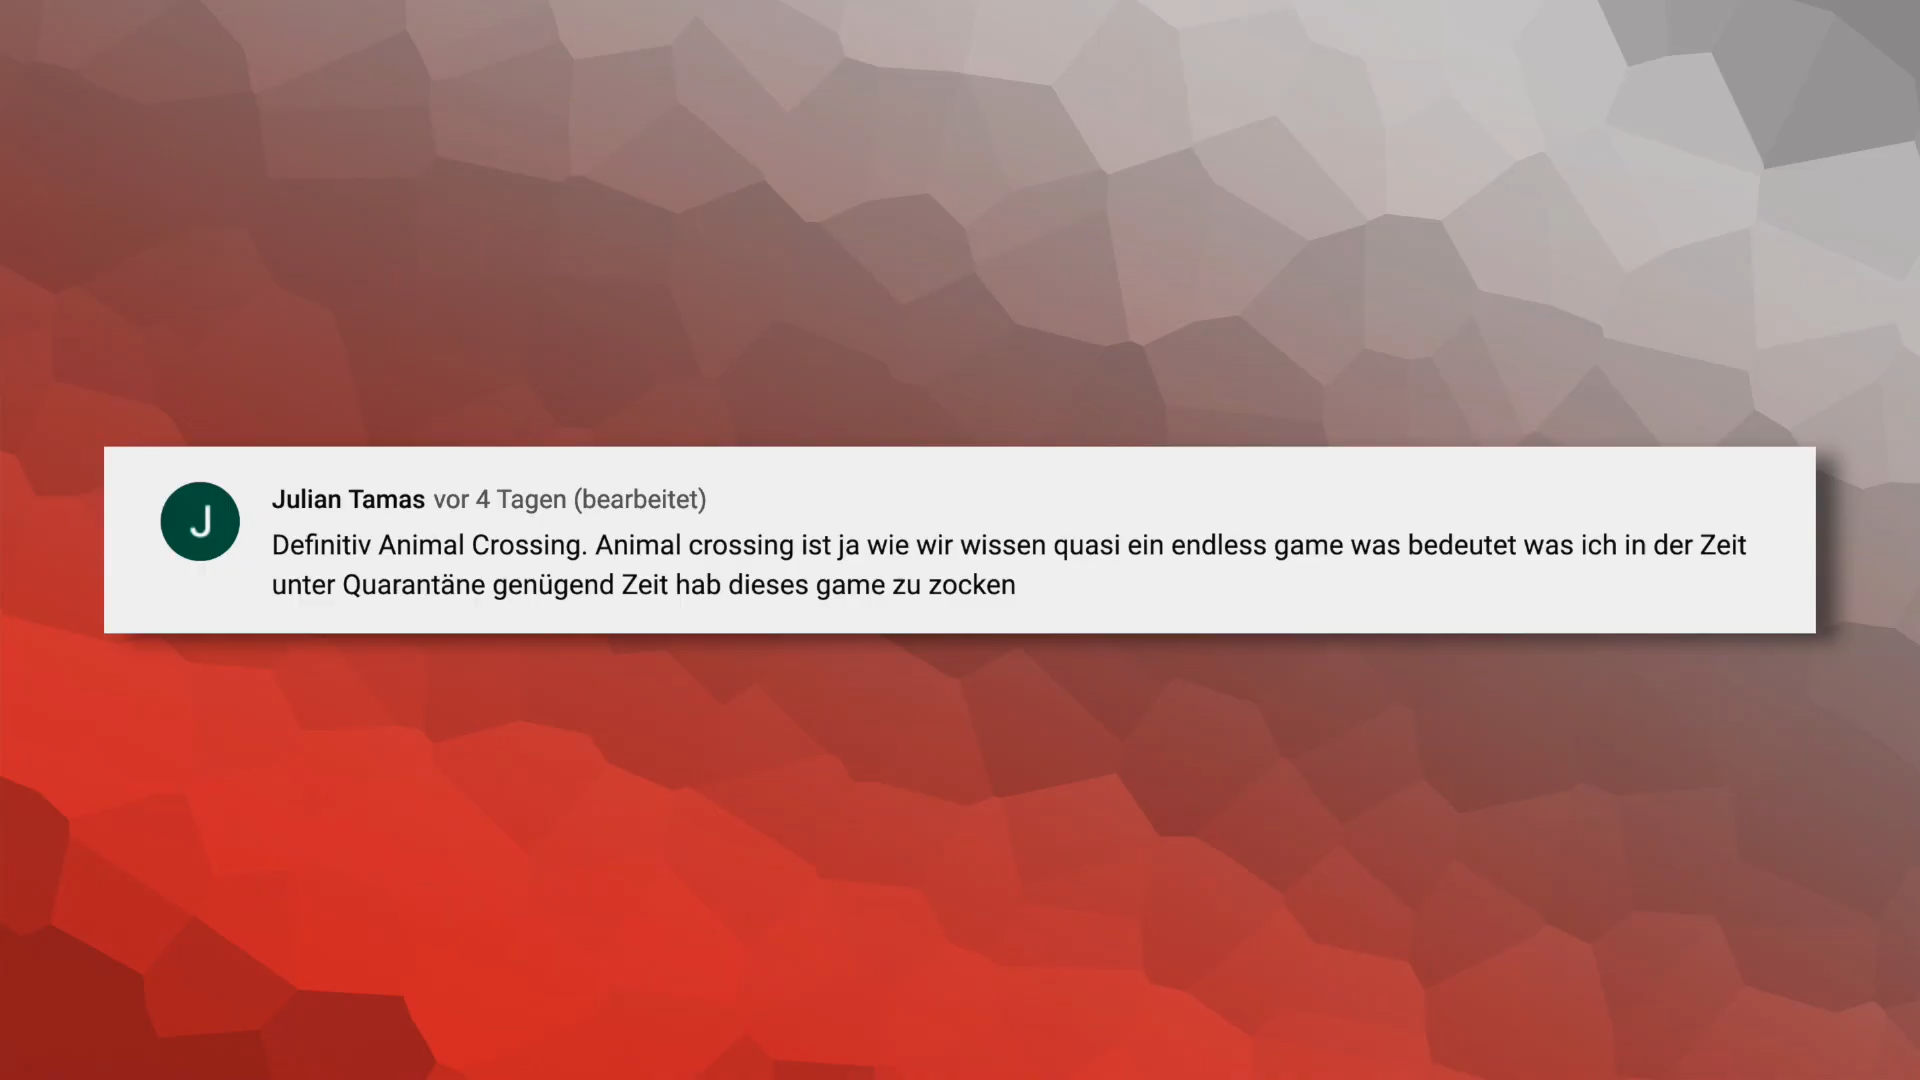 J
Julian Tamas vor 4 Tagen (bearbeitet)
Definitiv Animal Crossing. Animal crossing ist ja wie wir wissen quasi ein endless game was bedeutet was ich in der Zeit
unter Quarantäne genügend Zeit hab dieses game zu zocken